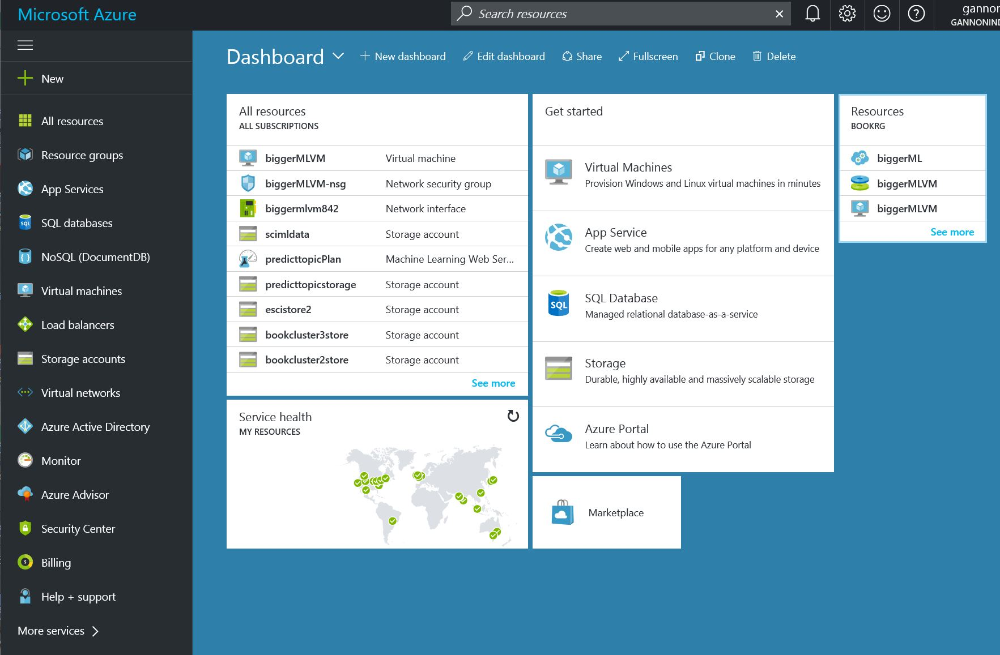 Microsoft Azure
Search resources
gannon
GANNONIND
New
All resources
Resource groups
App Services
SQL databases
NoSQL (DocumentDB)
Virtual machines
Load balancers
Storage accounts
Virtual networks
Azure Active Directory
Monitor
Azure Advisor
Security Center
Billing
Help + support
More services
Dashboard
New dashboard
Edit dashboard
Share
Fullscreen
Clone
Delete
All resources
ALL SUBSCRIPTIONS
biggerMLVM Virtual machine
biggerMLVM-nsg Network security group
biggermlvm842 Network interface
scimldata Storage account
predicttopicPlan Machine Learning Web Ser...
predicttopicstorage Storage account
escistore2 Storage account
bookcluster3store Storage account
bookcluster2store Storage account
See more
Service health
MY RESOURCES
Get started
Virtual Machines
Provision Windows and Linux virtual machines in minutes
App Service
Create web and mobile apps for any platform and device
SQL
SQL Database
Managed relational database-as-a-service
Storage
Durable, highly available and massively scalable storage
Azure Portal
Learn about how to use the Azure Portal
Marketplace
Resources
BOOKRG
biggerML
biggerMLVM
biggerMLVM
See more